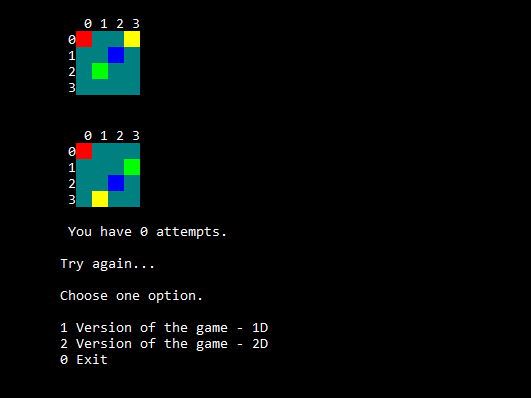 0 1 2 3
0
1
2
3
0 1 2 3
0
1
2
3
You have 0 attempts.
Try again...
Choose one option.
1 Version of the game - 1D
2 Version of the game - 2D
0 Exit